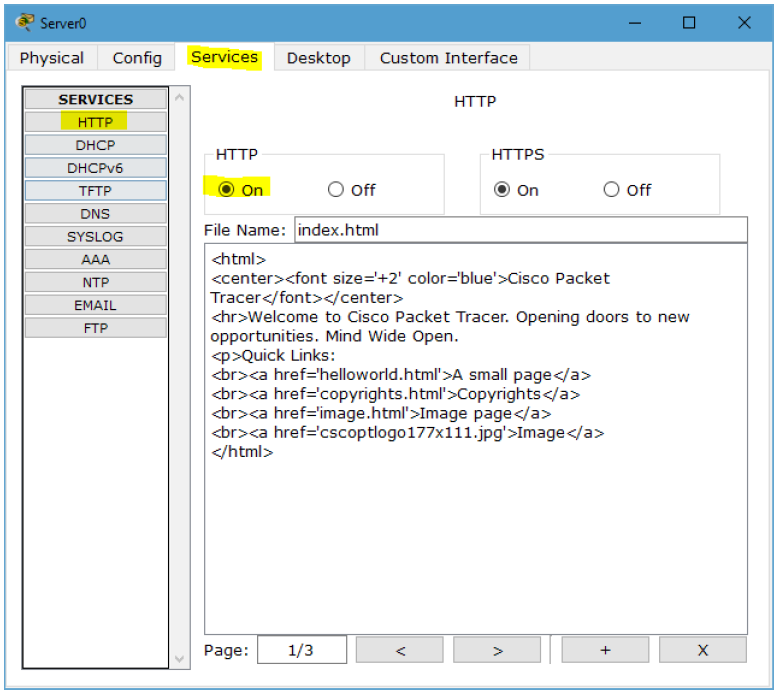 Server0
Physical Config Services Desktop Custom Interface
SERVICES
HTTP
DHCP
DHCPv6
TFTP
DNS
SYSLOG
AAA
NTP
EMAIL
FTP
HTTP
HTTP
On Off
HTTPS
On Off
File Name: index.html
<html>
<center><font size='+2' color='blue'>Cisco Packet
Tracer</font></center>
<hr>Welcome to Cisco Packet Tracer. Opening doors to new
opportunities. Mind Wide Open.
<p>Quick Links:
<br><a href='helloworld.html'>A small page</a>
<br><a href='copyrights.html'>Copyrights</a>
<br><a href='image.html'>Image page</a>
<br><a href='cscoptlogo177x111.jpg'>Image</a>
</html>
Page: 1/3 < > + X